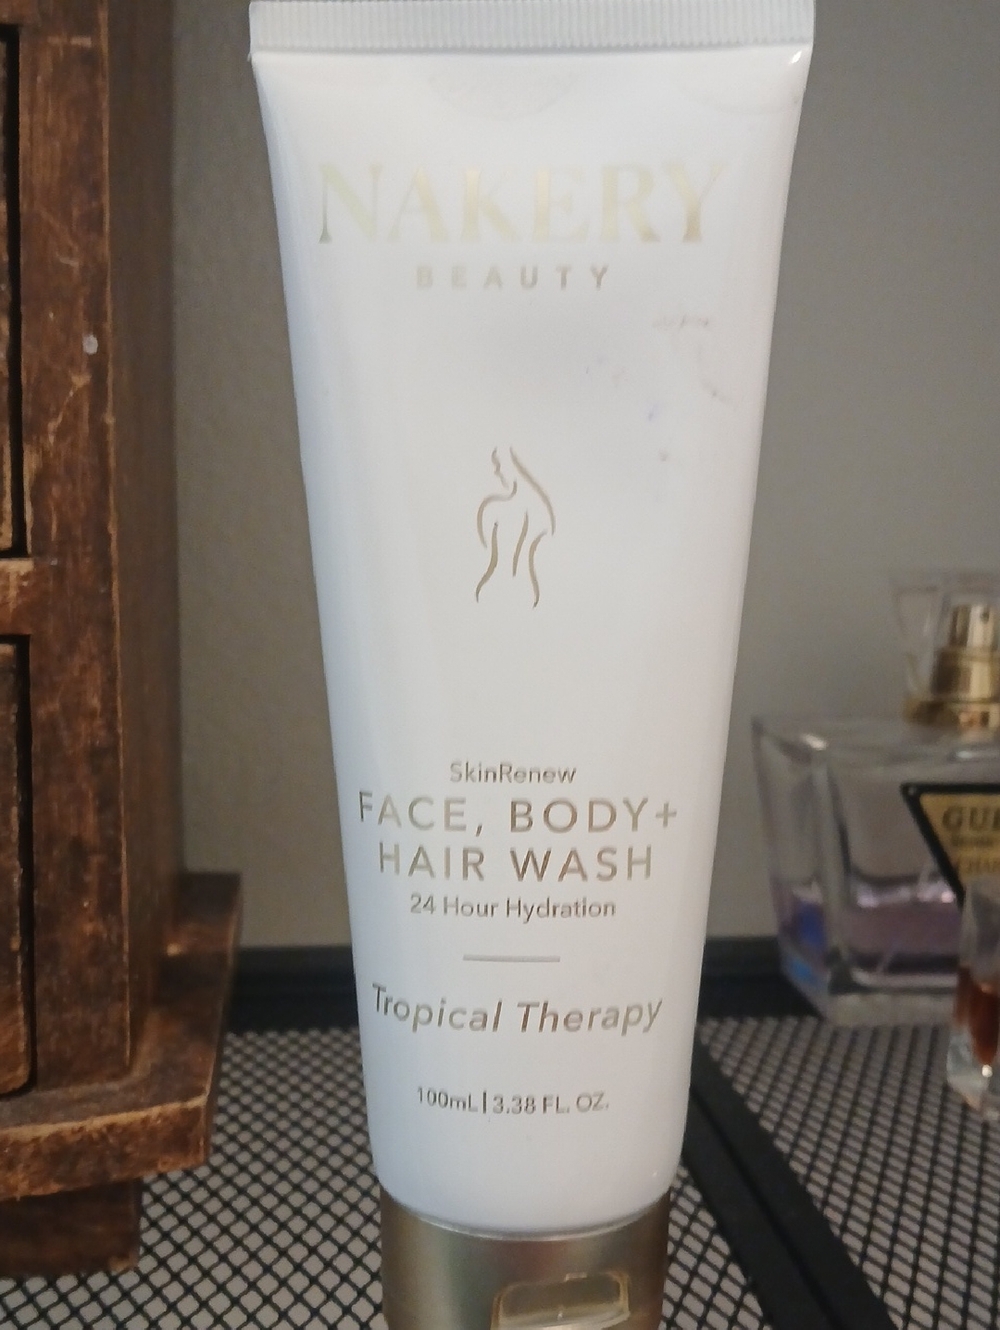 NAKERY
BEAUTY
SkinRenew
FACE, BODY+
HAIR WASH
24 Hour Hydration
Tropical Therapy
100mL | 3.38 FL. OZ.